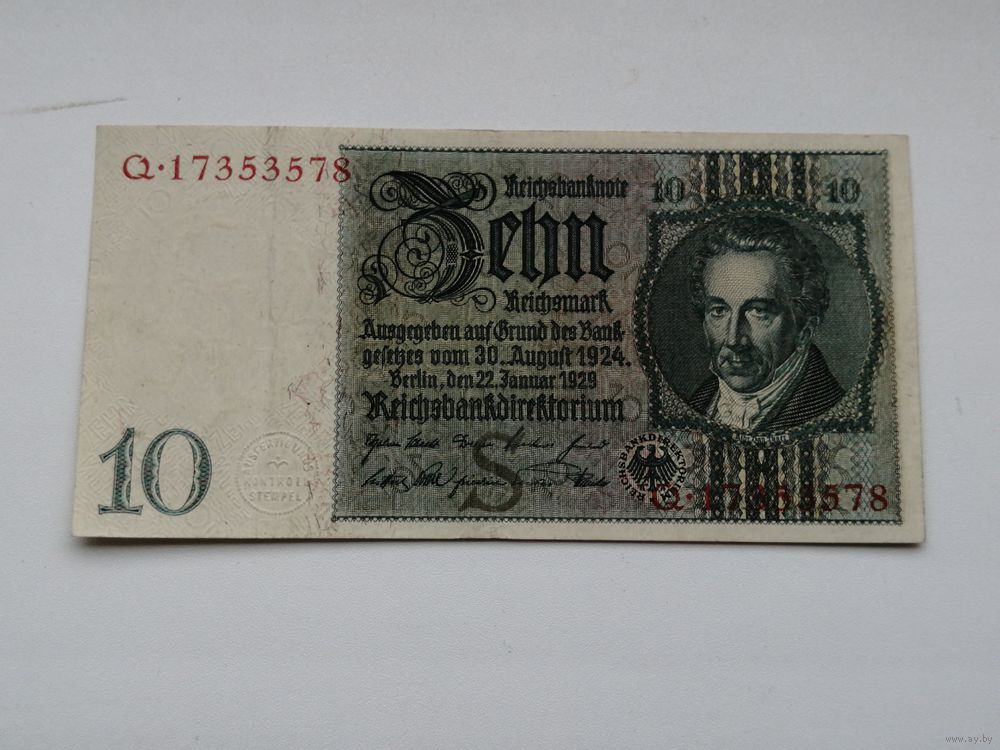 Q·17353578
Reichsbanknote
10 10
Zehn
Reichsmark
Ausgegeben auf Grund des Bank-
gesetzes vom 30. August 1924.
Berlin, den 22. Januar 1929
Reichsbankdirektorium
10
KONTROLL
STEMPEL
S
REICHSBANKDIREKTORIUM
Q·17353578
www.ay.by